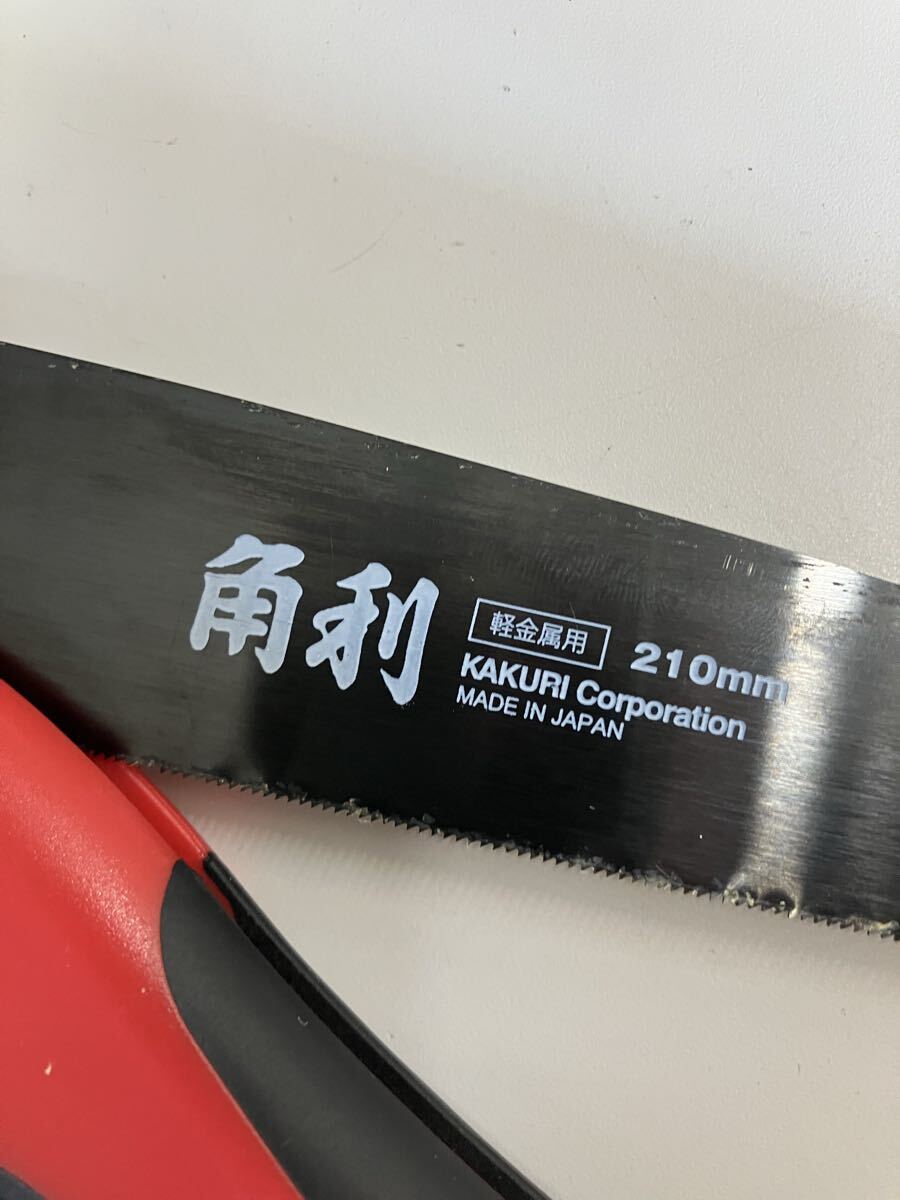 角利
軽金属用 210mm
KAKURI Corporation
MADE IN JAPAN